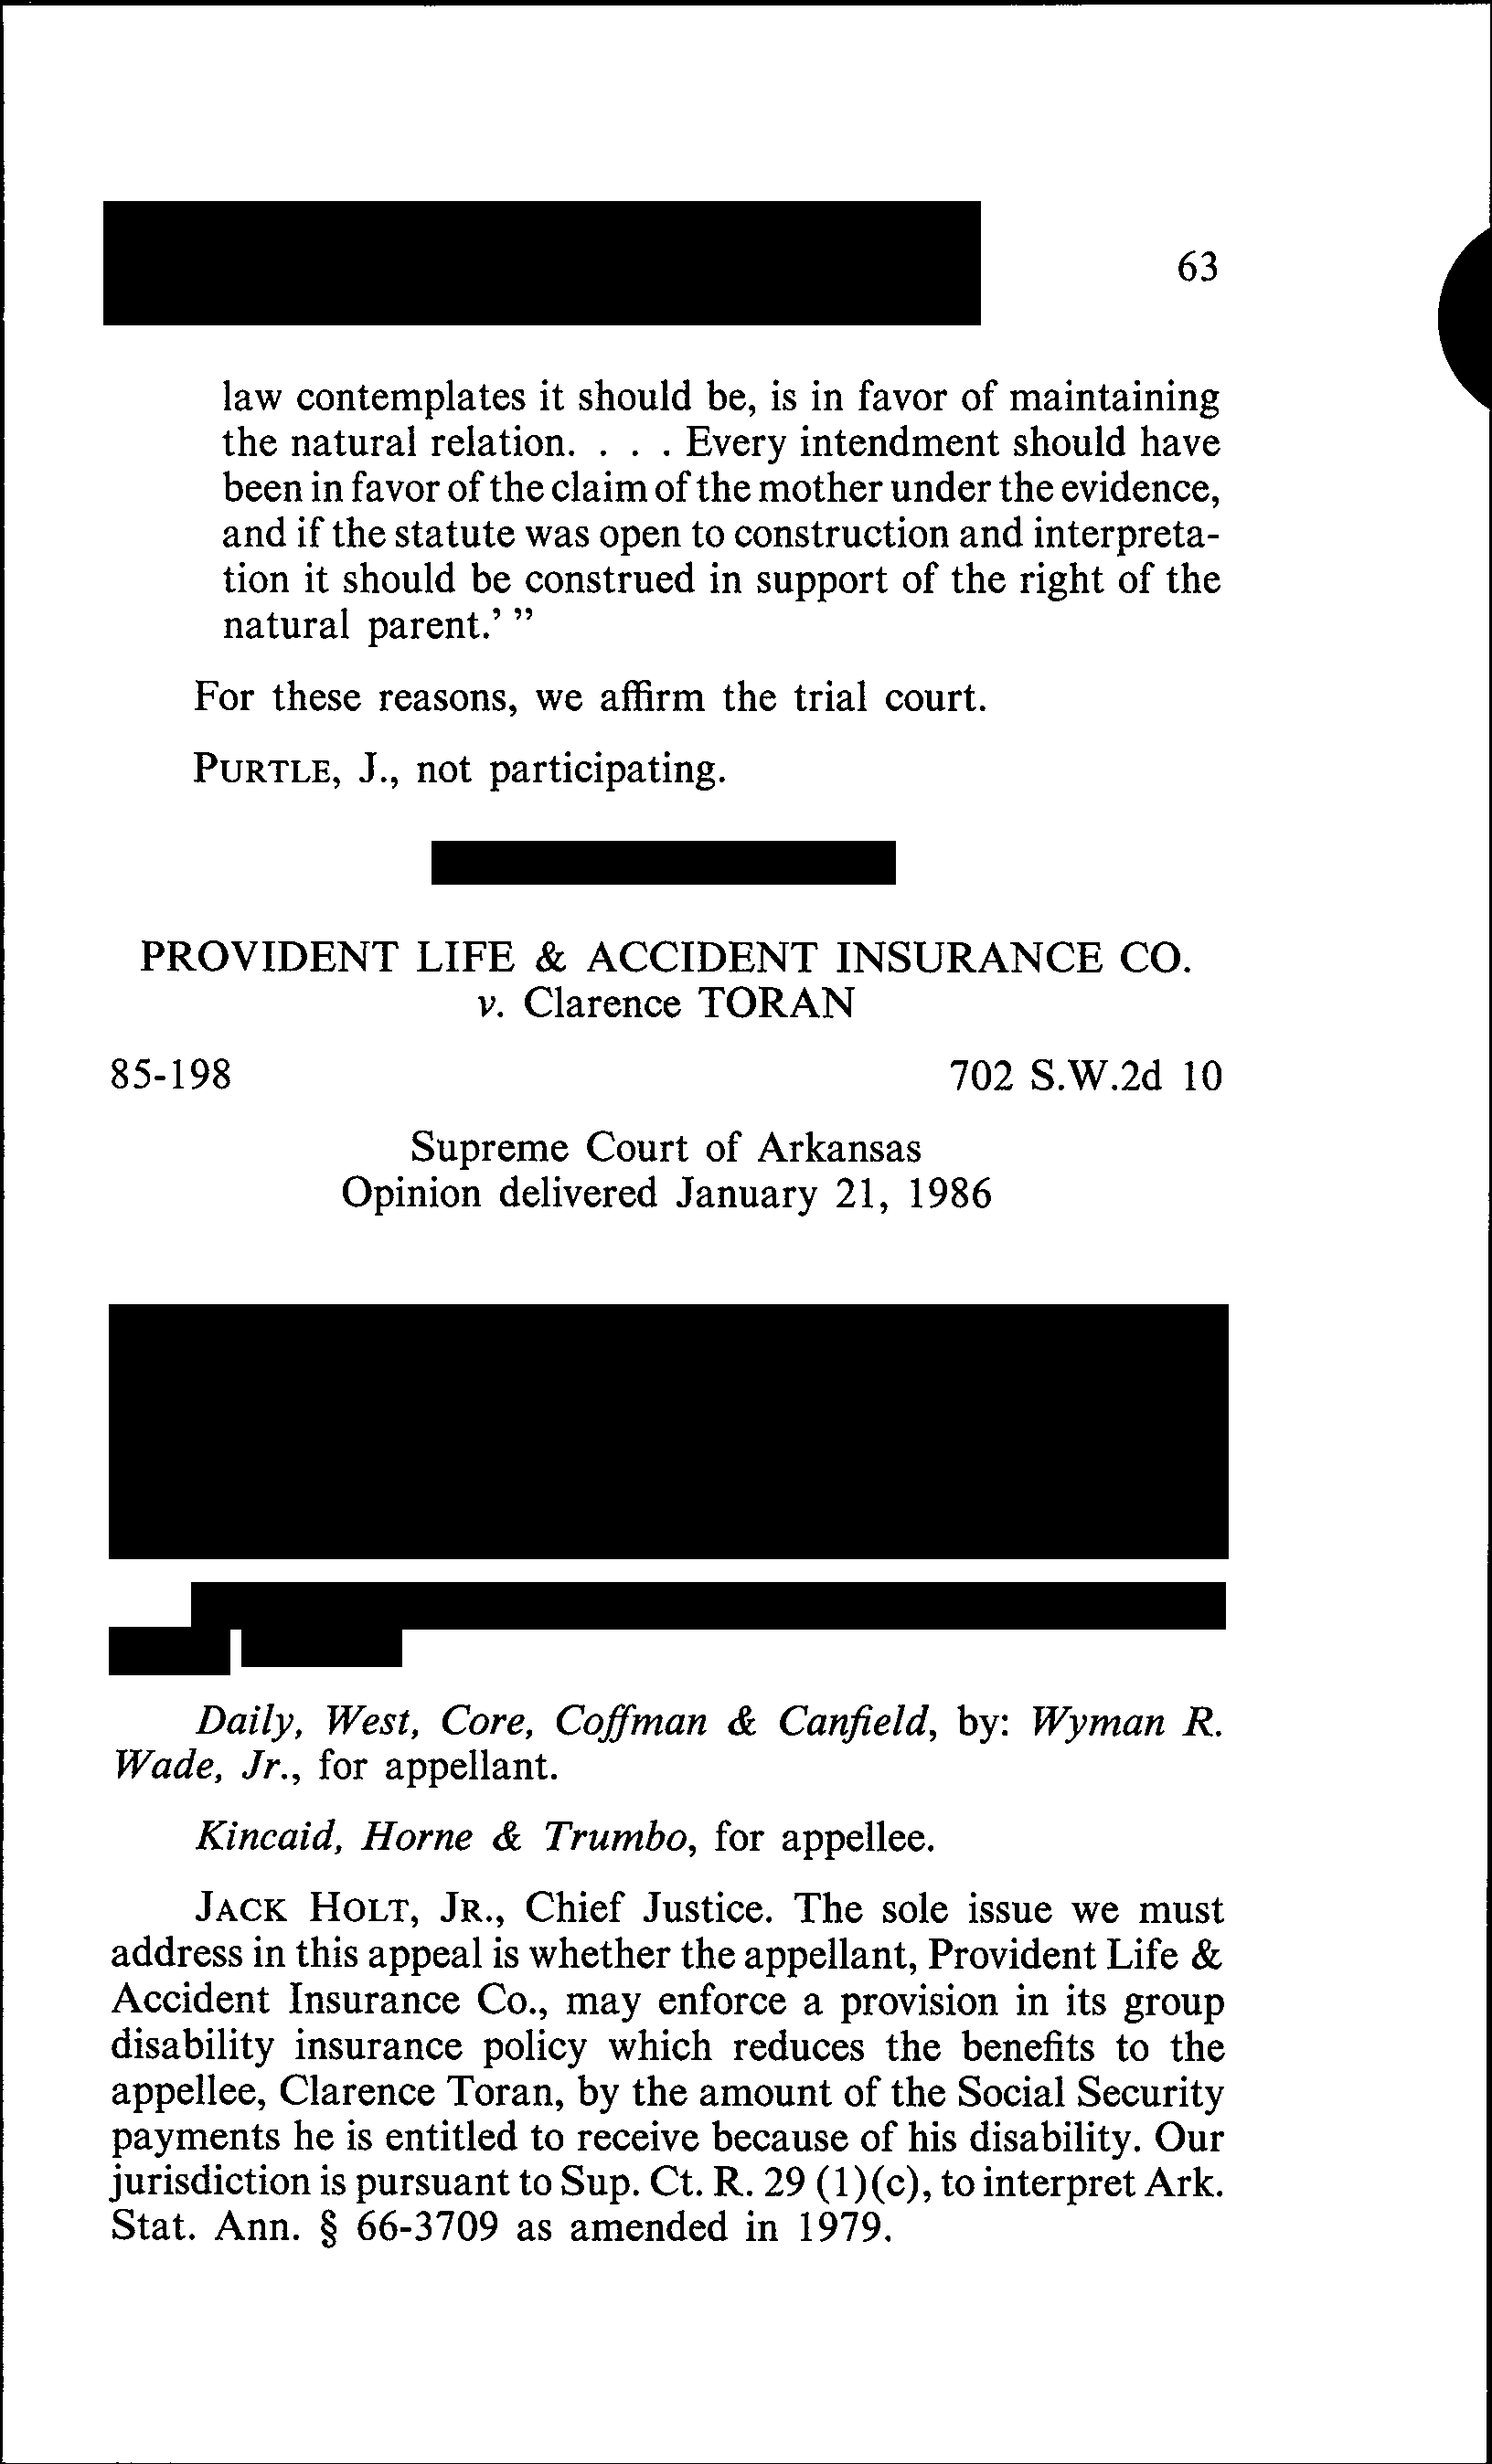 63
law contemplates it should be, is in favor of maintaining
the natural relation. . . . Every intendment should have
been in favor of the claim of the mother under the evidence,
and if the statute was open to construction and interpreta-
tion it should be construed in support of the right of the
natural parent.’ ”
For these reasons, we affirm the trial court.
PURTLE, J., not participating.
PROVIDENT LIFE & ACCIDENT INSURANCE CO.
v. Clarence TORAN
85-198 702 S.W.2d 10
Supreme Court of Arkansas
Opinion delivered January 21, 1986
Daily, West, Core, Coffman & Canfield, by: Wyman R.
Wade, Jr., for appellant.
Kincaid, Horne & Trumbo, for appellee.
JACK HOLT, JR., Chief Justice. The sole issue we must
address in this appeal is whether the appellant, Provident Life &
Accident Insurance Co., may enforce a provision in its group
disability insurance policy which reduces the benefits to the
appellee, Clarence Toran, by the amount of the Social Security
payments he is entitled to receive because of his disability. Our
jurisdiction is pursuant to Sup. Ct. R. 29 (1)(c), to interpret Ark.
Stat. Ann. § 66-3709 as amended in 1979.